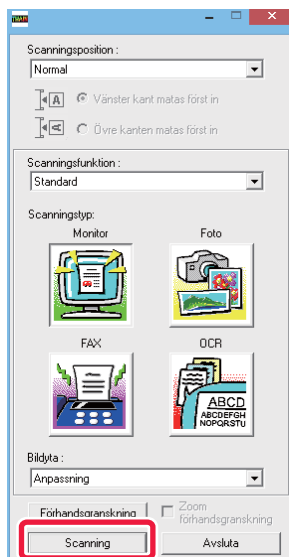 Scanningsposition :
Normal
A
Vänster kant matas först in
A
Övre kanten matas först in
Scanningsfunktion :
Standard
Scanningstyp:
Monitor Foto
FAX OCR
ABCD
ABCDEFGH
NOPQRSTU
Bildyta :
Anpassning
Förhandsgranskning Zoom
förhandsgranskning
Scanning Avsluta